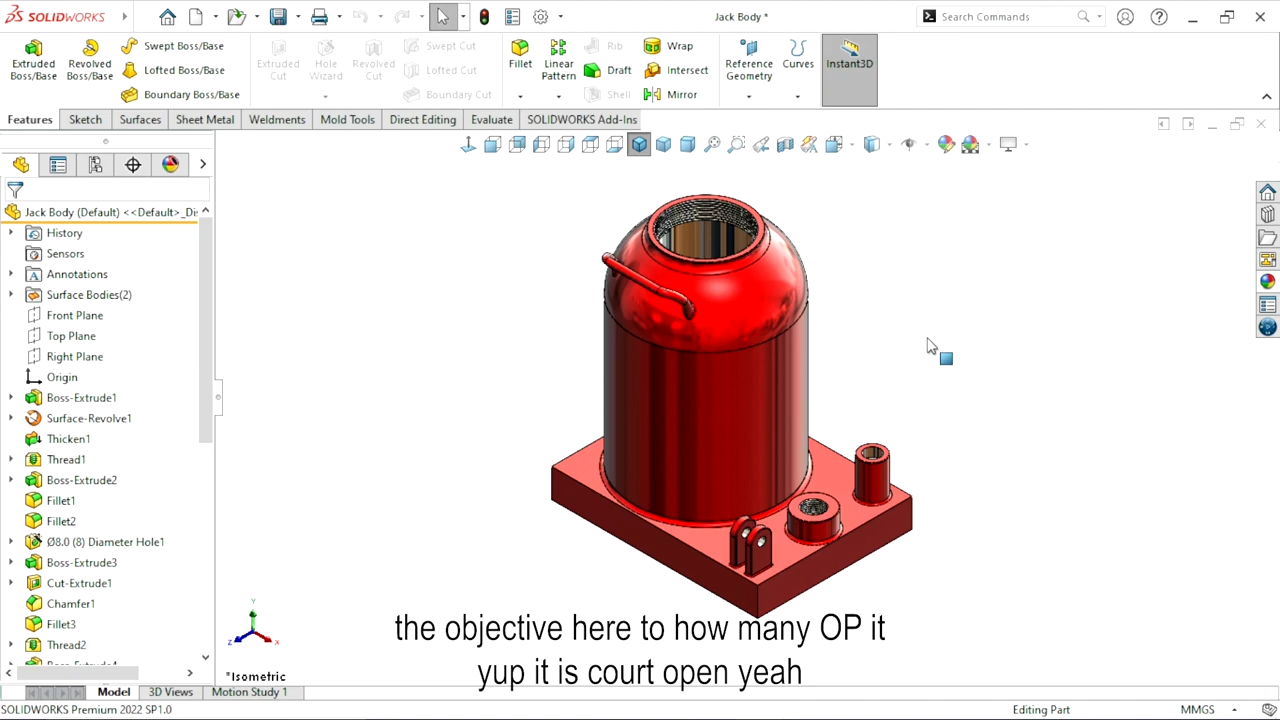 SOLIDWORKS
Jack Body *
Search Commands
Extruded Boss/Base
Revolved Boss/Base
Swept Boss/Base
Lofted Boss/Base
Boundary Boss/Base
Extruded Cut
Hole Wizard
Revolved Cut
Swept Cut
Lofted Cut
Boundary Cut
Fillet
Linear Pattern
Rib
Draft
Shell
Wrap
Intersect
Mirror
Reference Geometry
Curves
Instant3D
Features
Sketch
Surfaces
Sheet Metal
Weldments
Mold Tools
Direct Editing
Evaluate
SOLIDWORKS Add-Ins
Jack Body (Default) <<Default>_Di
History
Sensors
Annotations
Surface Bodies(2)
Front Plane
Top Plane
Right Plane
Origin
Boss-Extrude1
Surface-Revolve1
Thicken1
Thread1
Boss-Extrude2
Fillet1
Fillet2
Ø8.0 (8) Diameter Hole1
Boss-Extrude3
Cut-Extrude1
Chamfer1
Fillet3
Thread2
Y
Z
X
*Isometric
the objective here to how many OP it
yup it is court open yeah
Model
3D Views
Motion Study 1
SOLIDWORKS Premium 2022 SP1.0
Editing Part
MMGS